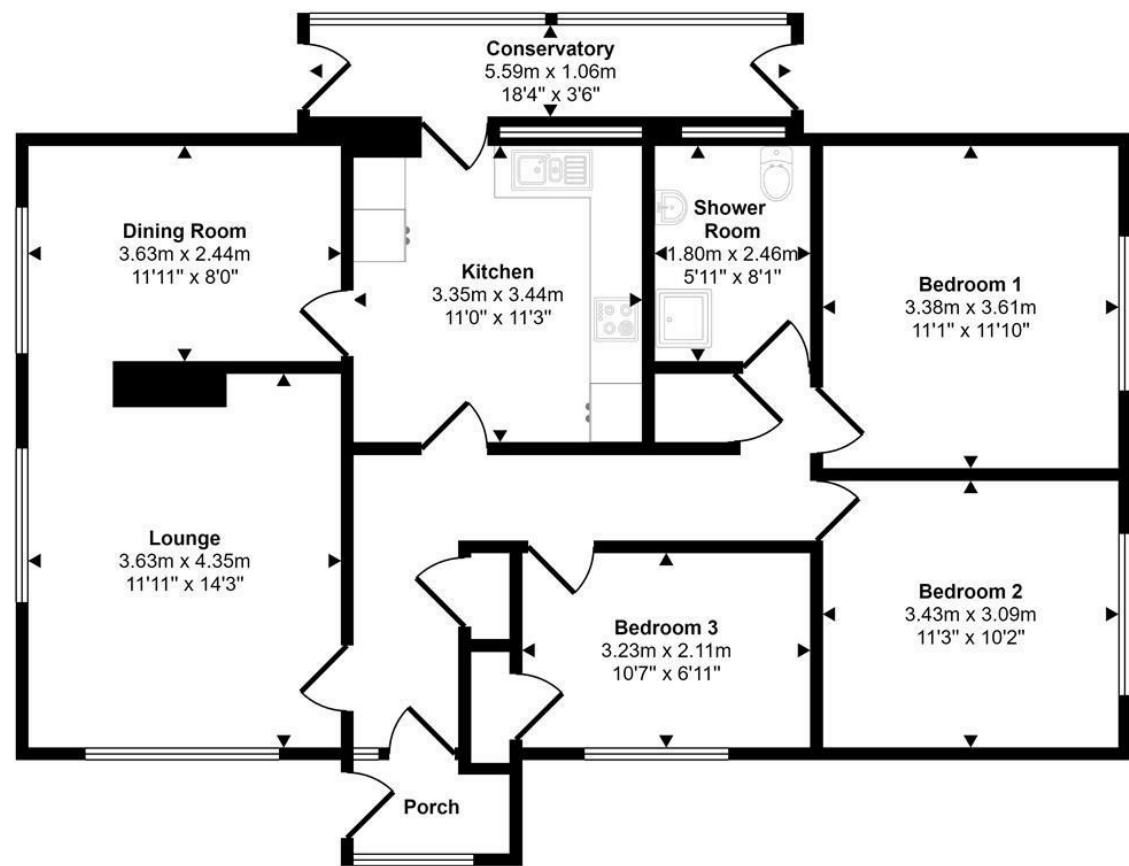 Conservatory
5.59m x 1.06m
18'4" x 3'6"
Dining Room
3.63m x 2.44m
11'11" x 8'0"
Kitchen
3.35m x 3.44m
11'0" x 11'3"
Shower
Room
1.80m x 2.46m
5'11" x 8'1"
Bedroom 1
3.38m x 3.61m
11'1" x 11'10"
Lounge
3.63m x 4.35m
11'11" x 14'3"
Bedroom 3
3.23m x 2.11m
10'7" x 6'11"
Bedroom 2
3.43m x 3.09m
11'3" x 10'2"
Porch